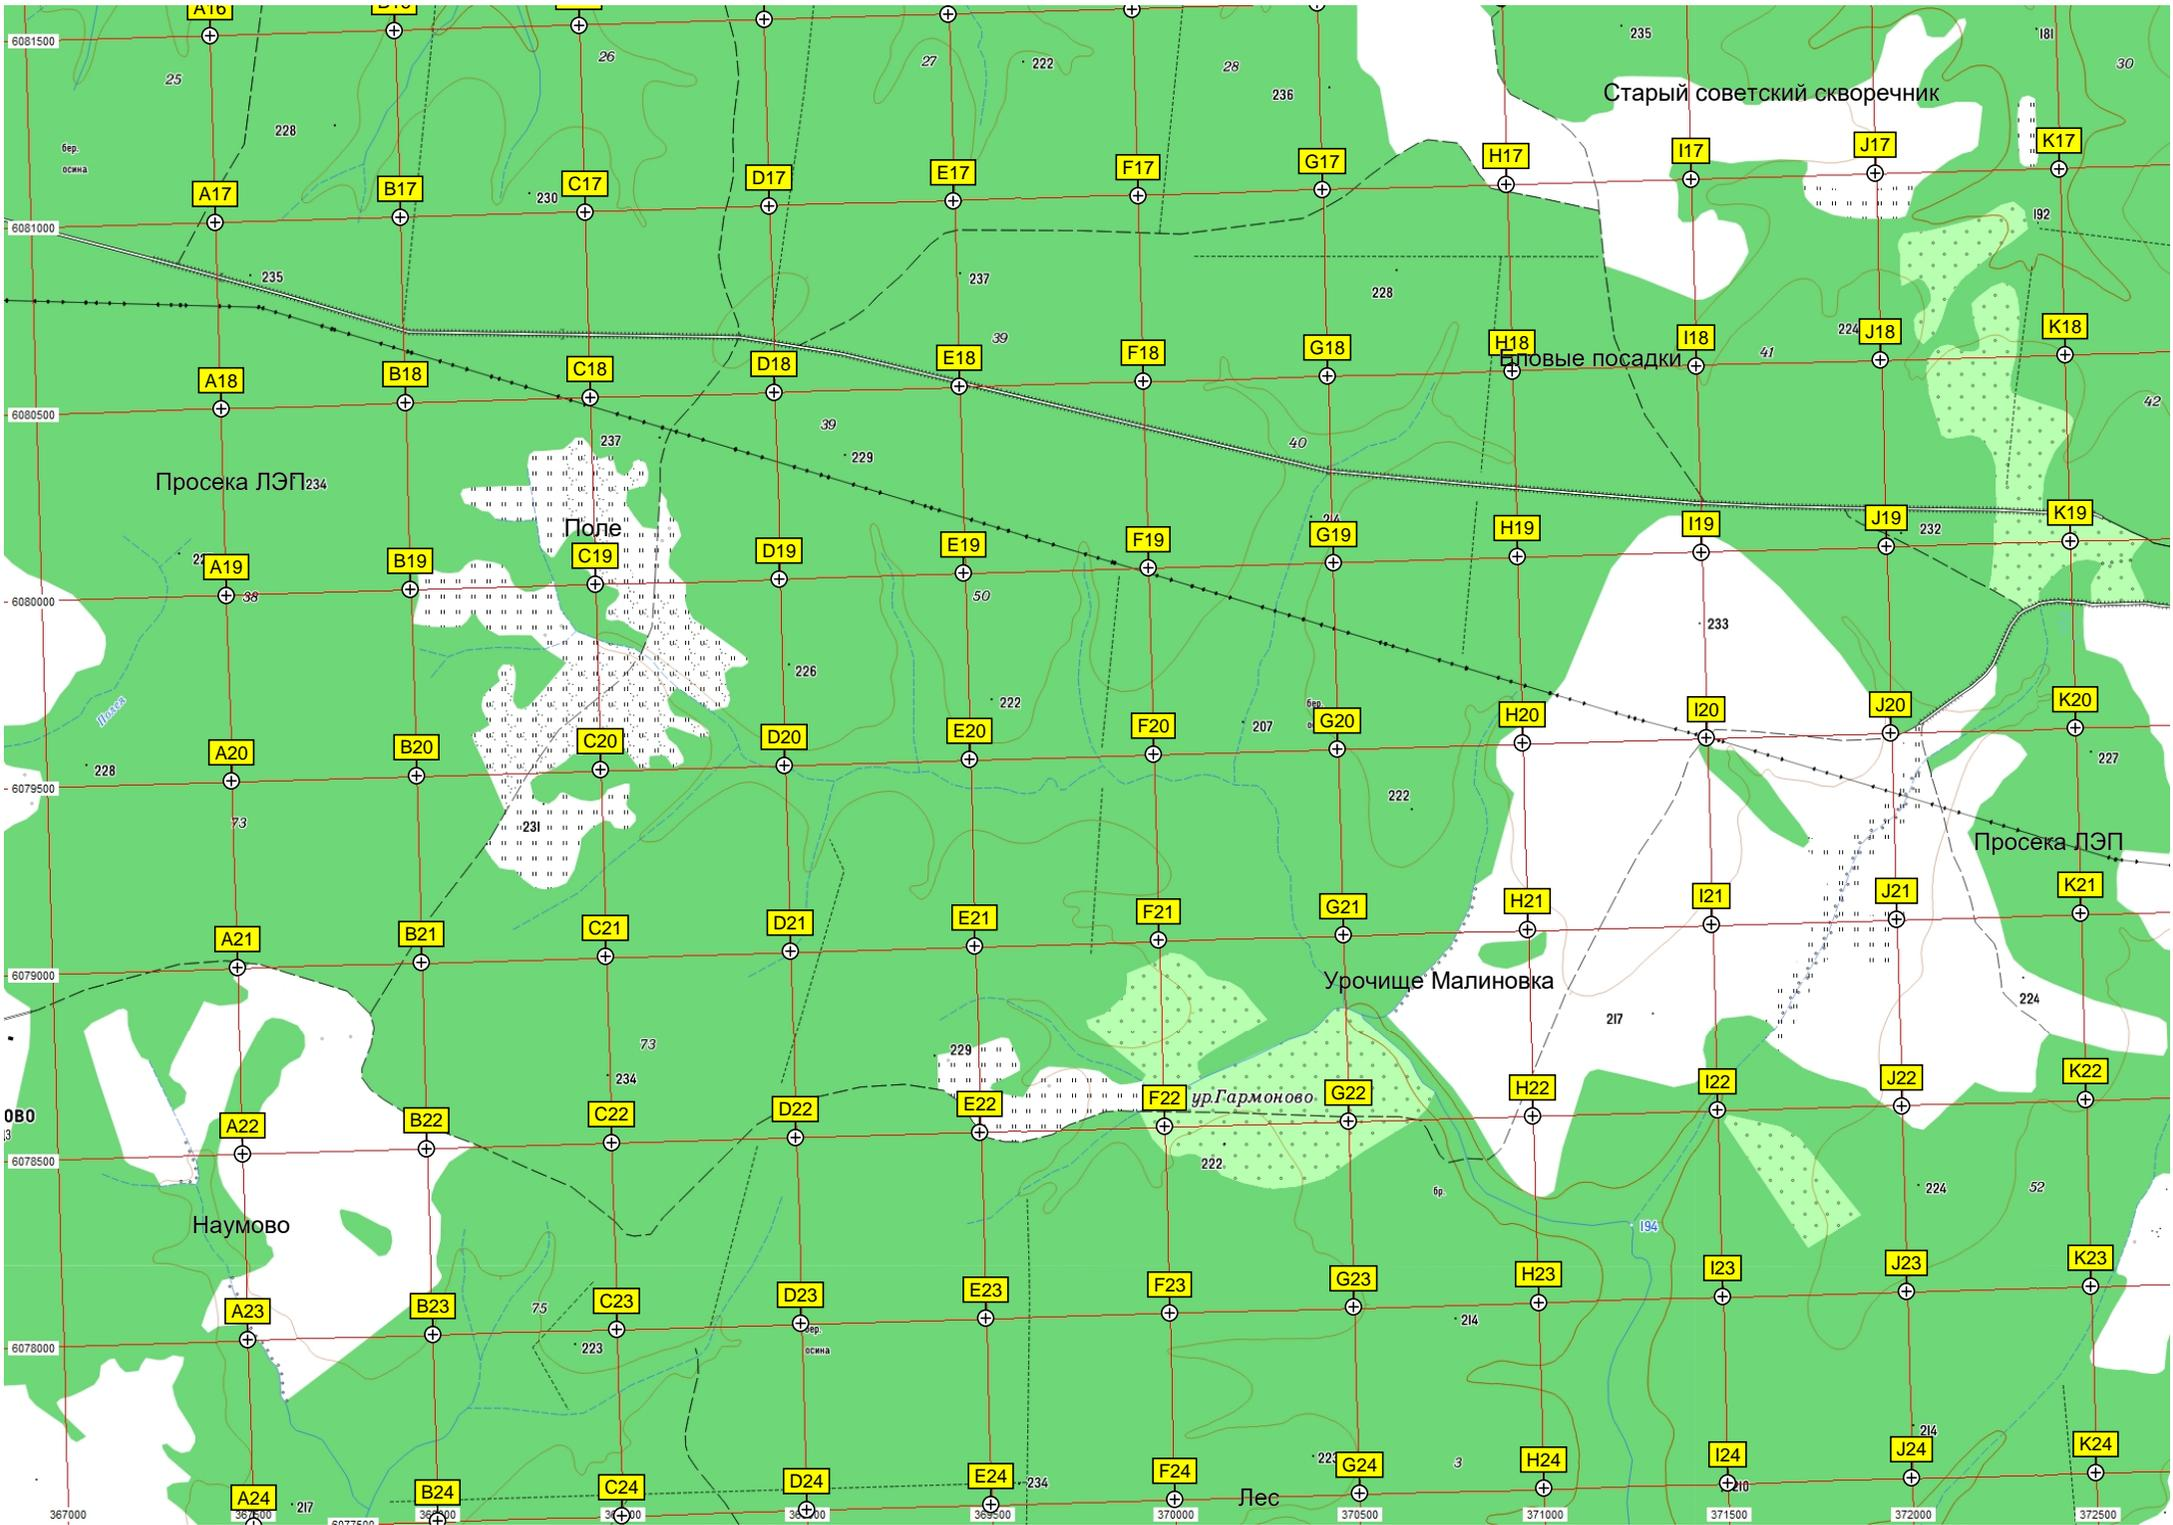 A16
6081500
26
27
222
28
235
181
30
25
236
Старый советский скворечник
228
бер.
осина
A17
B17
C17
D17
E17
F17
G17
H17
I17
J17
K17
230
192
6081000
235
237
228
39
224
41
A18
B18
C18
D18
E18
F18
G18
H18
I18
J18
K18
Еловые посадки
6080500
42
39
237
40
229
Просека ЛЭП
234
Поле
A19
B19
C19
D19
E19
F19
G19
H19
I19
J19
K19
232
38
50
6080000
233
226
222
207
бер.
A20
B20
C20
D20
E20
F20
G20
H20
I20
J20
K20
228
227
6079500
222
73
231
Просека ЛЭП
A21
B21
C21
D21
E21
F21
G21
H21
I21
J21
K21
6079000
Урочище Малиновка
224
217
73
229
234
ОВО
A22
B22
C22
D22
E22
F22
ур.Гармоново
G22
H22
I22
J22
K22
6078500
222
бр.
224
52
Наумово
194
A23
B23
C23
D23
E23
F23
G23
H23
I23
J23
K23
75
214
223
бер.
осина
6078000
214
223
3
A24
B24
C24
D24
E24
F24
G24
H24
I24
J24
K24
217
234
Лес
210
367000
369500
370000
370500
371000
371500
372000
372500